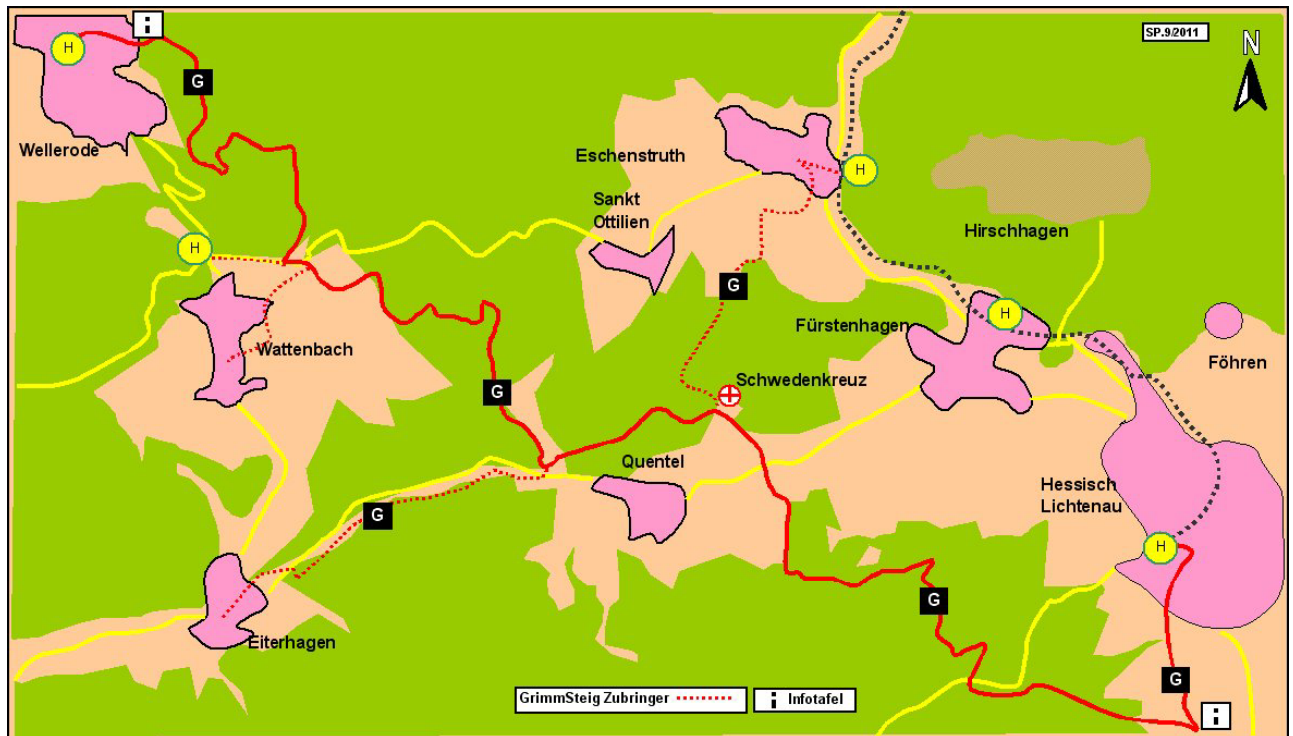 i
SP.9/2011
N
H
G
Wellerode
Eschenstruth
H
Sankt
Ottilien
Hirschhagen
H
G
H
Fürstenhagen
Wattenbach
Föhren
Schwedenkreuz
G
Quentel
Hessisch
Lichtenau
G
H
G
Eiterhagen
G
GrimmSteig Zubringer
i Infotafel
i